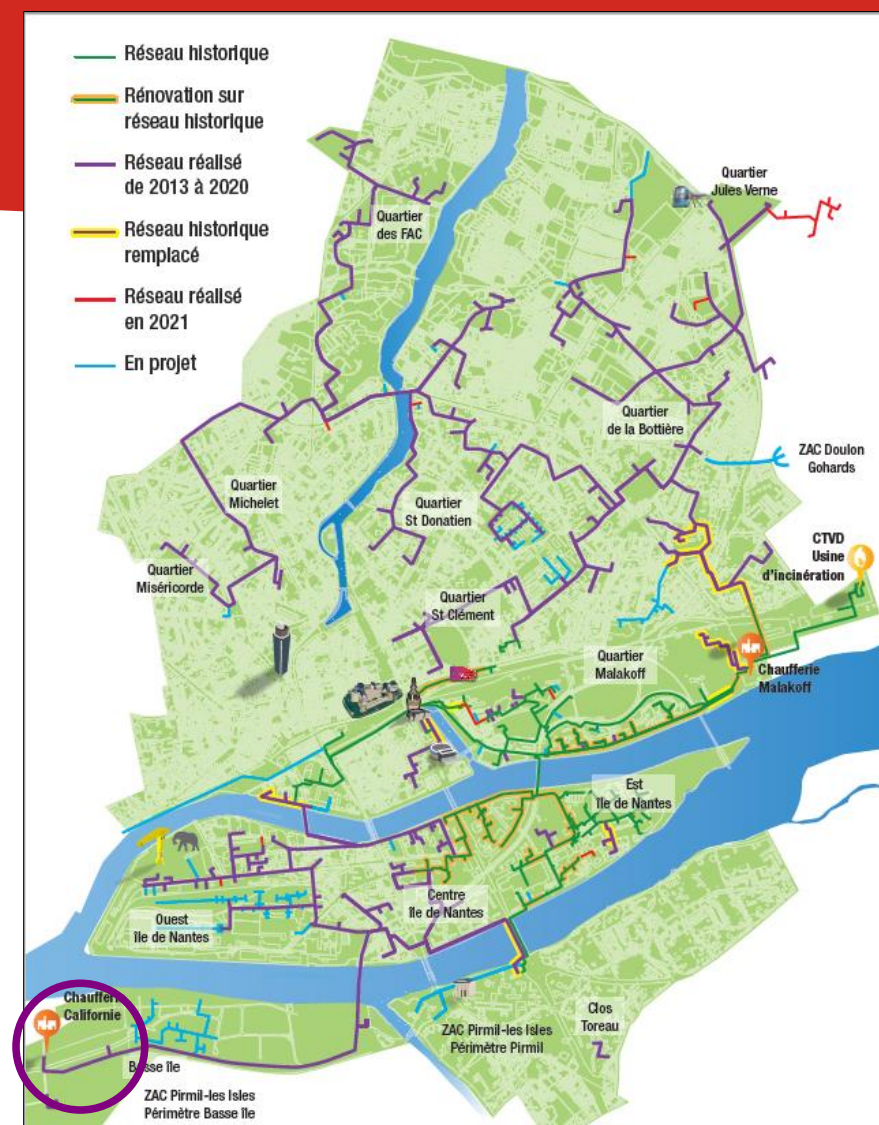 Réseau historique
Rénovation sur
réseau historique
Réseau réalisé
de 2013 à 2020
Réseau historique
remplacé
Réseau réalisé
en 2021
En projet
Quartier
Jules Verne
Quartier
des FAC
Quartier
de la Bottière
ZAC Doulon
Gohards
Quartier
Michelet
Quartier
St Donatien
CTVD
Usine
d'incinération
Quartier
Miséricorde
Quartier
St Clément
Quartier
Malakoff
Chaufferie
Malakoff
Est
île de Nantes
Centre
île de Nantes
Ouest
île de Nantes
Chaufferie
Californie
Clos
Toreau
ZAC Pirmil-les Isles
Périmètre Pirmil
Basse île
ZAC Pirmil-les Isles
Périmètre Basse île